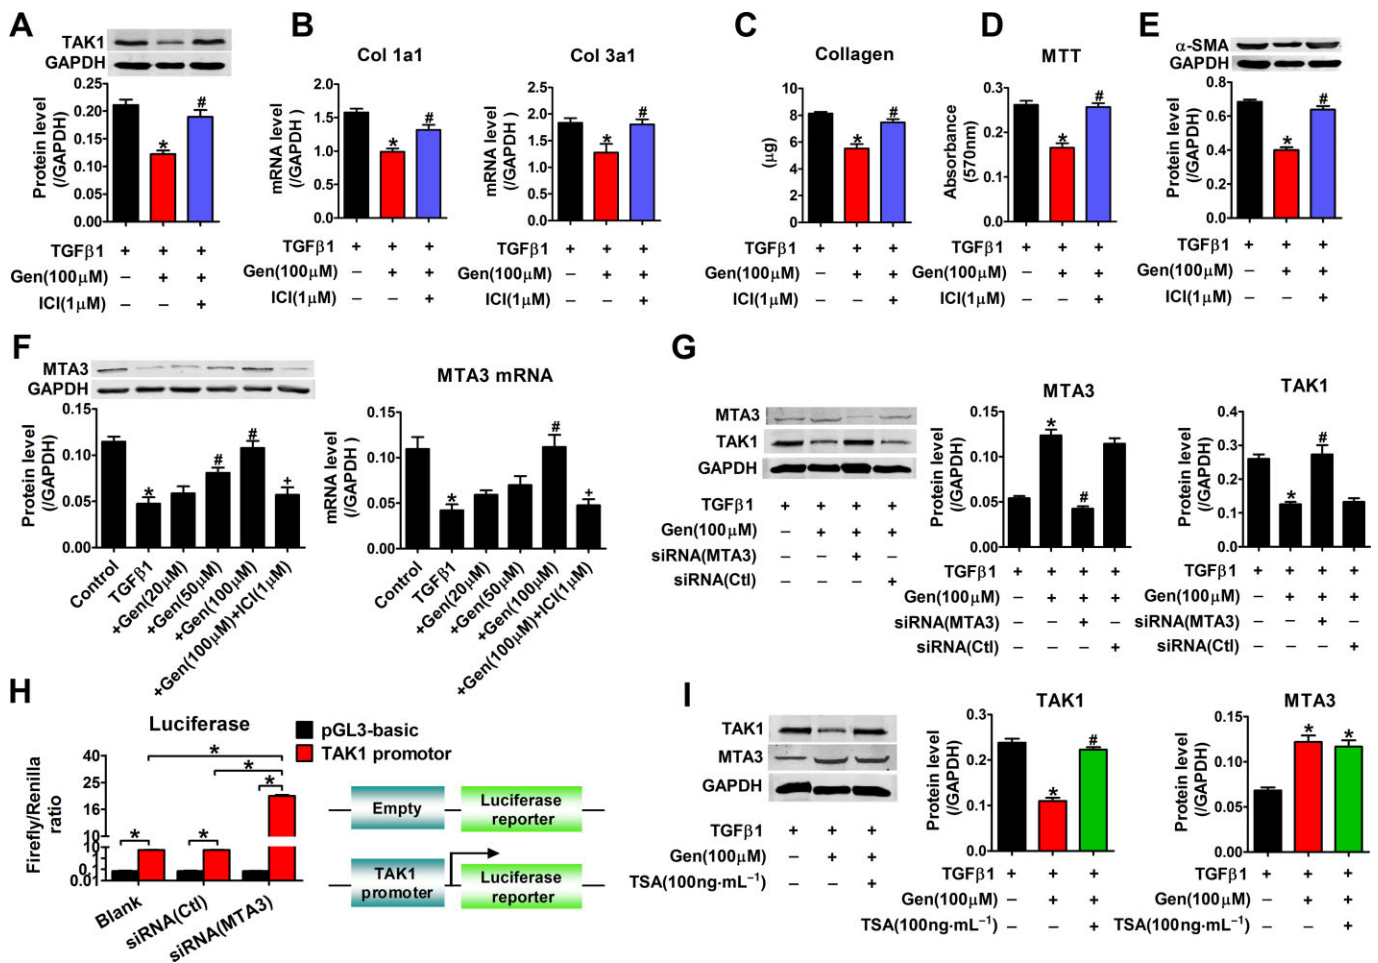 A
TAK1
GAPDH
Protein level
(/GAPDH)
0.25
0.20
0.15
0.10
0.05
0.00
*
#
TGFβ1 + + +
Gen(100μM) – + +
ICI(1μM) +
B
Col 1a1
mRNA level
(/GAPDH )
2.0
1.5
1.0
0.5
0.0
*
#
TGFβ1 + + +
Gen(100μM) – + +
ICI(1μM) – – +
Col 3a1
mRNA level
(/GAPDH )
2.5
2.0
1.5
1.0
0.5
0.0
*
#
TGFβ1 + + +
Gen(100μM) – + +
ICI(1μM) – – +
C
Collagen
(μg)
10
8
6
4
2
0
*
#
TGFβ1 + + +
Gen(100μM) – + +
ICI(1μM) – – +
D
MTT
Absorbance
(570nm)
0.3
0.2
0.1
0.0
*
#
TGFβ1 + + +
Gen(100μM) – + +
ICI(1μM) – – +
E
α-SMA
GAPDH
Protein level
(/GAPDH)
0.8
0.6
0.4
0.2
0.0
*
#
TGFβ1 + + +
Gen(100μM) – + +
ICI(1μM) – – +
F
MTA3
GAPDH
Protein level
(/GAPDH)
0.15
0.10
0.05
0.00
*
#
#
+
Control
TGFβ1
+Gen(20μM)
+Gen(50μM)
+Gen(100μM)
+Gen(100μM)+ICI(1μM)
MTA3 mRNA
mRNA level
(/GAPDH )
0.15
0.10
0.05
0.00
*
#
+
Control
TGFβ1
+Gen(20μM)
+Gen(50μM)
+Gen(100μM)
+Gen(100μM)+ICI(1μM)
G
MTA3
TAK1
GAPDH
TGFβ1 + + + +
Gen(100μM) – + + +
siRNA(MTA3) – – + –
siRNA(Ctl) – – – +
MTA3
Protein level
(/GAPDH)
0.15
0.10
0.05
0.00
*
#
TGFβ1 + + + +
Gen(100μM) – + + +
siRNA(MTA3) – – + –
siRNA(Ctl) – – – +
TAK1
Protein level
(/GAPDH)
0.4
0.3
0.2
0.1
0.0
*
#
TGFβ1 + + + +
Gen(100μM) – + + +
siRNA(MTA3) – – + –
siRNA(Ctl) – – – +
H
Luciferase
pGL3-basic
TAK1 promotor
Firefly/Renilla
ratio
40
25
16
10
10
0.1
0.01
*
*
*
*
*
Blank
siRNA(Ctl)
siRNA(MTA3)
Empty
Luciferase
reporter
TAK1
promoter
Luciferase
reporter
I
TAK1
MTA3
GAPDH
TGFβ1 + + +
Gen(100μM) – + +
TSA(100ng·mL⁻¹) – – +
TAK1
Protein level
(/GAPDH)
0.3
0.2
0.1
0.0
*
#
TGFβ1 + + +
Gen(100μM) – + +
TSA(100ng·mL⁻¹) – – +
MTA3
Protein level
(/GAPDH)
0.15
0.10
0.05
0.00
*
*
TGFβ1 + + +
Gen(100μM) – + +
TSA(100ng·mL⁻¹) – – +